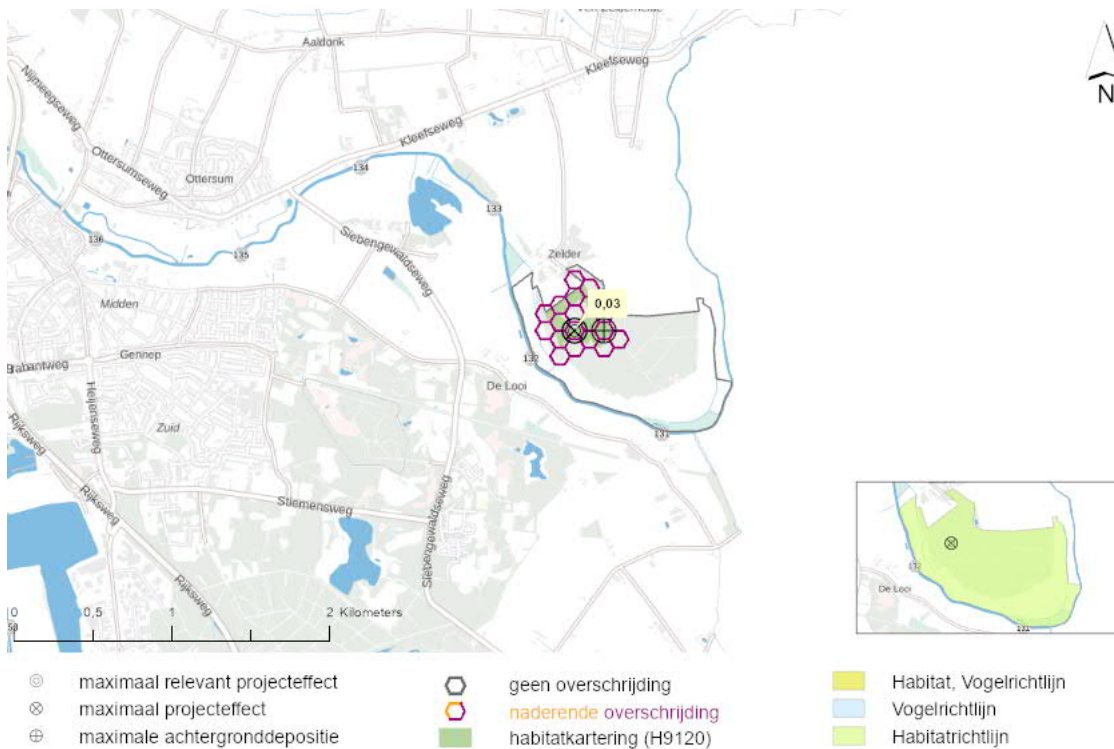 Aaldonk
Kleefseweg
Nijmeegseweg
Kleefseweg
Ottersumseweg
Ottersum
134
133
136
135
Siebengewaldseweg
Zelder
Midden
0,03
Gennep
132
De Looi
Heijenseweg
Rijksweg
Zuid
131
Stiemensweg
Siebengewaldseweg
Rijksweg
Rijksweg
0 0,5 1 2 Kilometers
N
132
De Looi
131
maximaal relevant projecteffect
maximaal projecteffect
maximale achtergronddepositie
geen overschrijding
naderende overschrijding
habitatkartering (H9120)
Habitat, Vogelrichtlijn
Vogelrichtlijn
Habitatrichtlijn